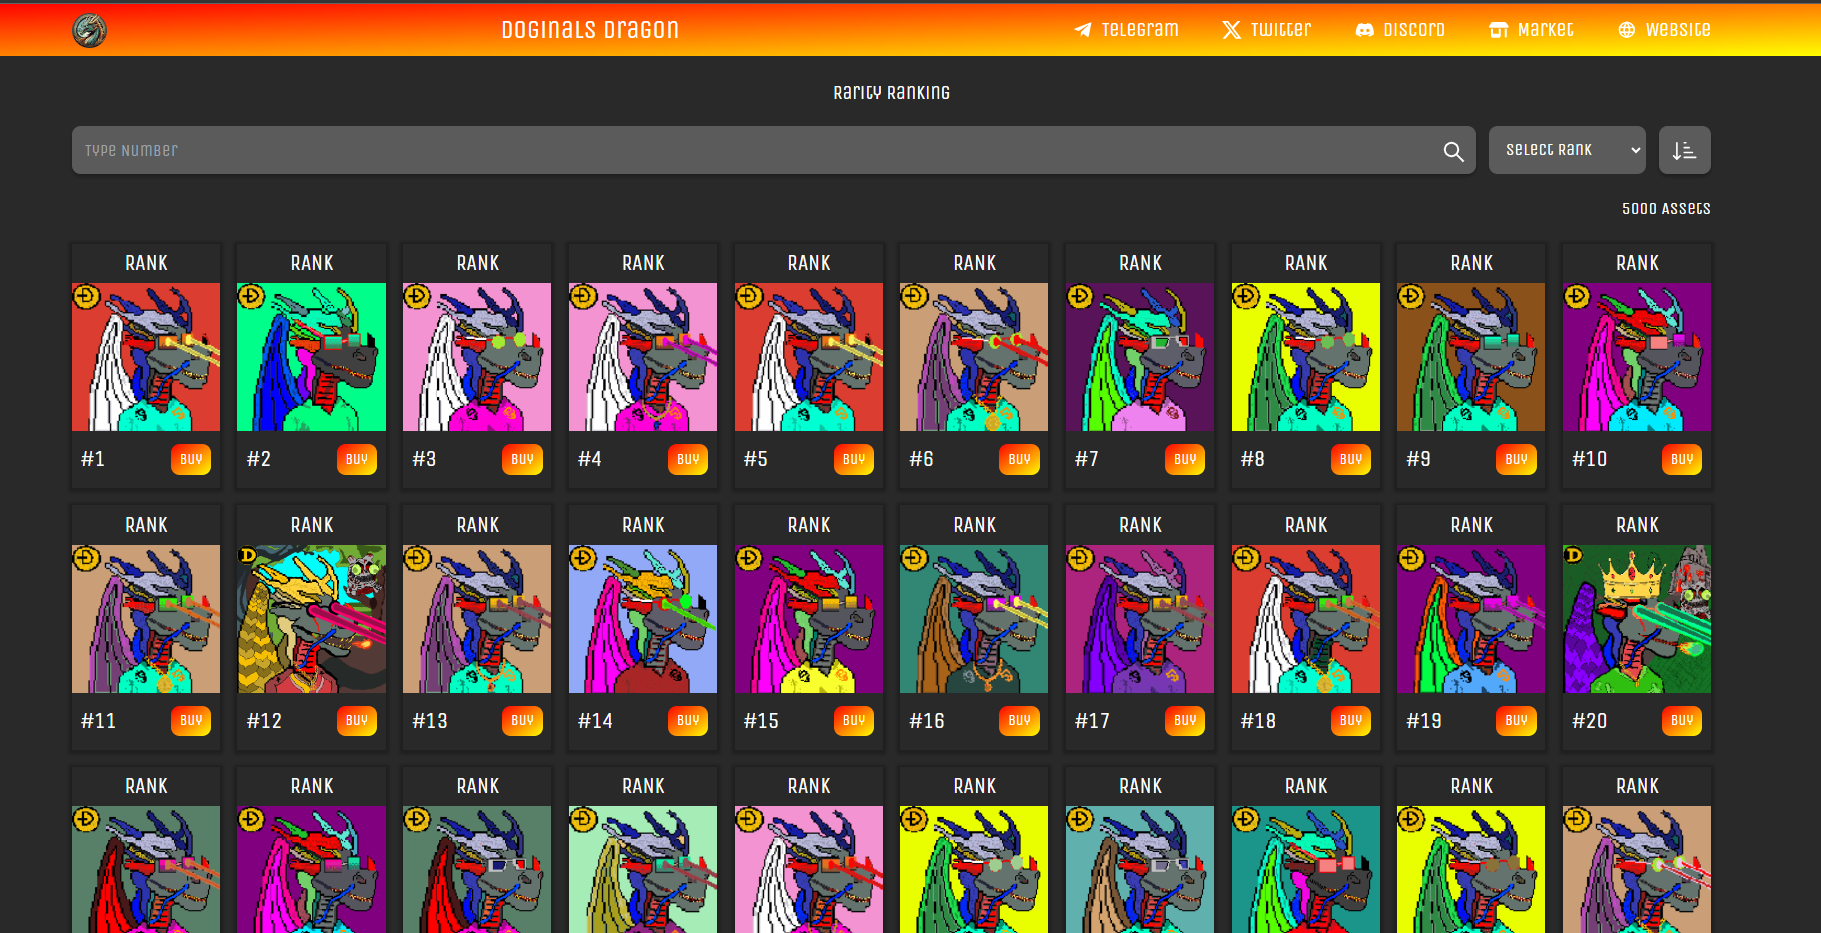 Doginals Dragon
Telegram
Twitter
Discord
Market
Website
Rarity Ranking
Type Number
Select Rank
5000 Assets
RANK RANK RANK RANK RANK RANK RANK RANK RANK RANK
#1 BUY #2 BUY #3 BUY #4 BUY #5 BUY #6 BUY #7 BUY #8 BUY #9 BUY #10 BUY
RANK RANK RANK RANK RANK RANK RANK RANK RANK RANK
#11 BUY #12 BUY #13 BUY #14 BUY #15 BUY #16 BUY #17 BUY #18 BUY #19 BUY #20 BUY
RANK RANK RANK RANK RANK RANK RANK RANK RANK RANK